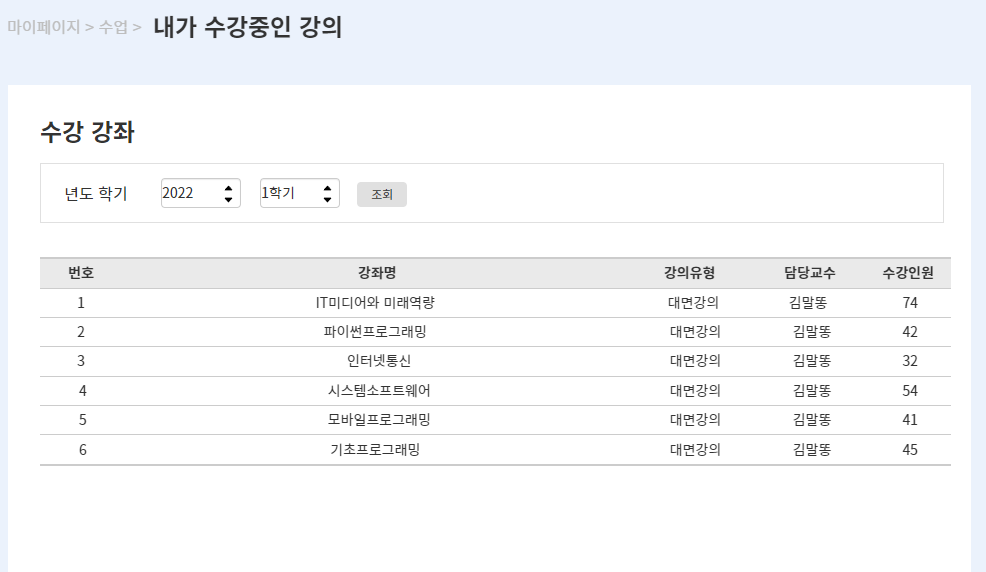 마이페이지 > 수업 > 내가 수강중인 강의
수강 강좌
년도 학기 2022 1학기 조회
번호 강좌명 강의유형 담당교수 수강인원
1 IT미디어와 미래역량 대면강의 김말똥 74
2 파이썬프로그래밍 대면강의 김말똥 42
3 인터넷통신 대면강의 김말똥 32
4 시스템소프트웨어 대면강의 김말똥 54
5 모바일프로그래밍 대면강의 김말똥 41
6 기초프로그래밍 대면강의 김말똥 45